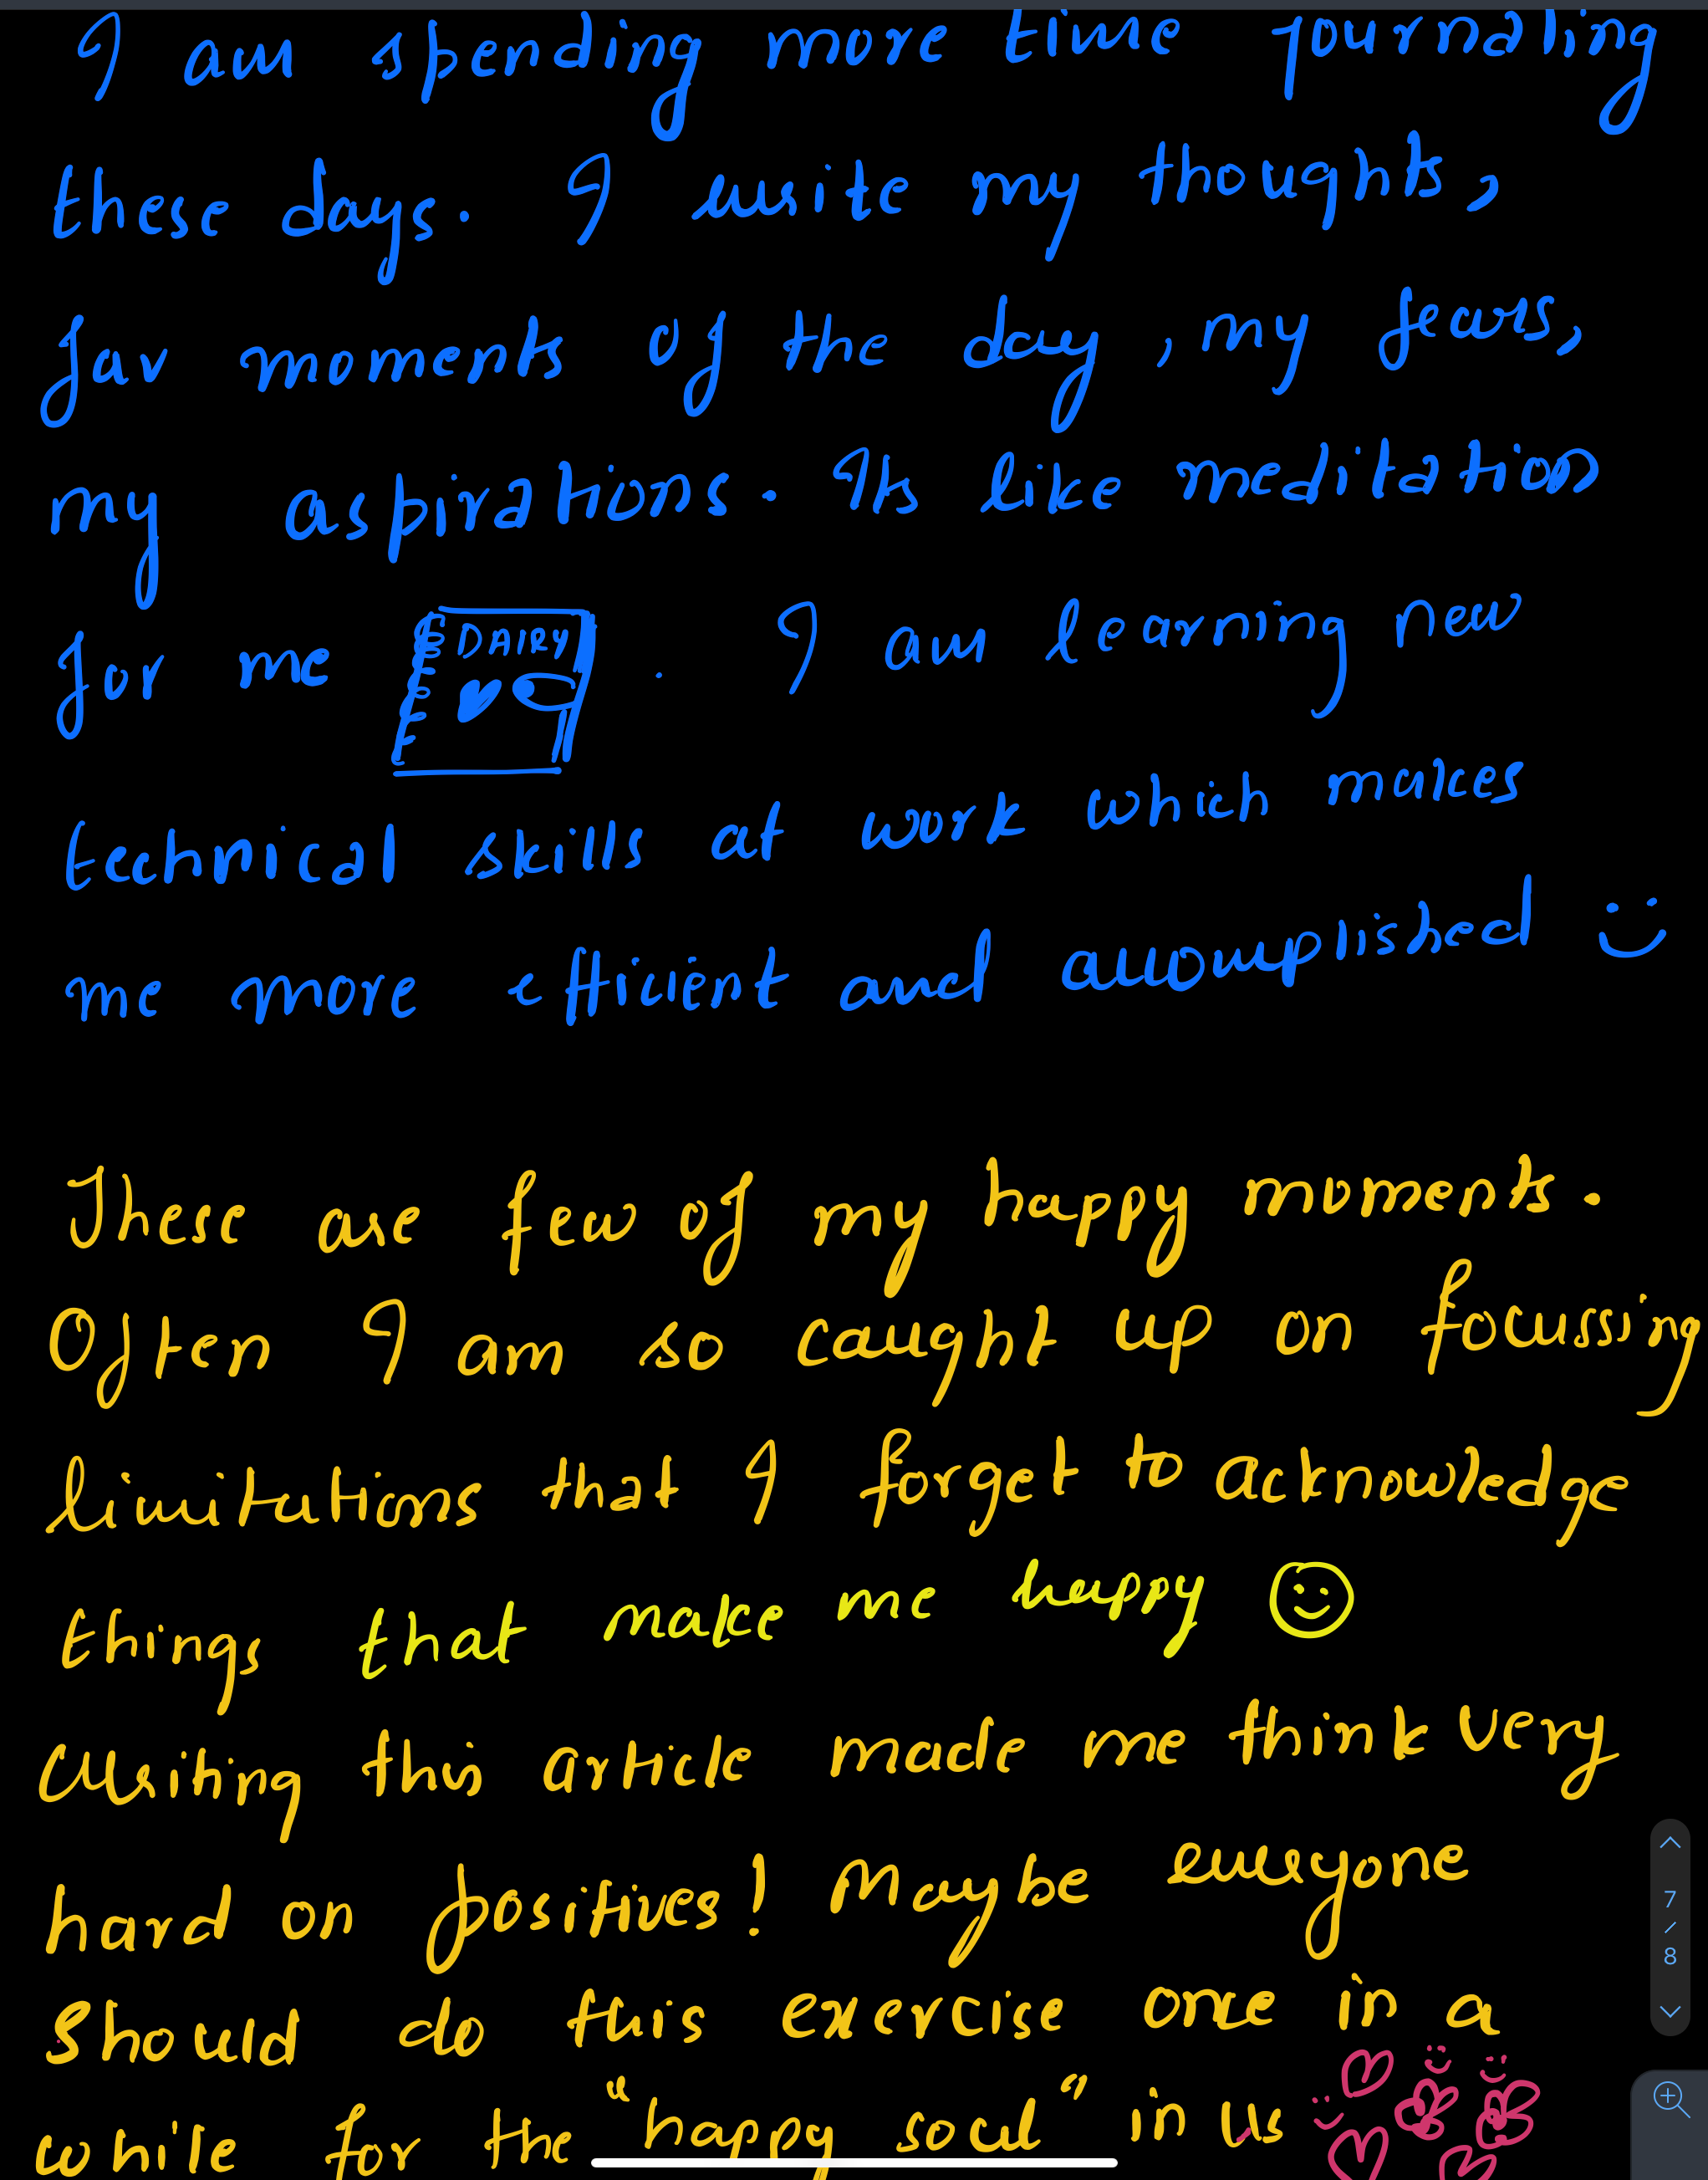 I am spending more time journaling
these days. I write my thoughts,
fav moments of the day, my fears,
my aspirations. Its like meditation
for me DAIRY . I am learning new
technical skills at work which makes
me more efficient and accomplished
These are few of my happy moments.
Often I am so caught up on focussing
limitations that I forget to acknowledge
things that make me happy
Writing this article made me think very
hard on positives! Maybe everyone
should do this exercise once in a
while for the "happy soul" in us
7
/
8